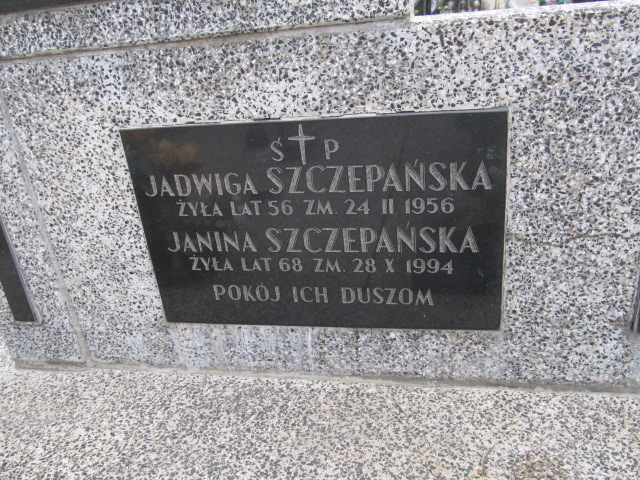 S † P
JADWIGA SZCZEPAŃSKA
ŻYŁA LAT 56 ZM. 24 II 1956
JANINA SZCZEPAŃSKA
ŻYŁA LAT 68 ZM. 28 X 1994
POKÓJ ICH DUSZOM